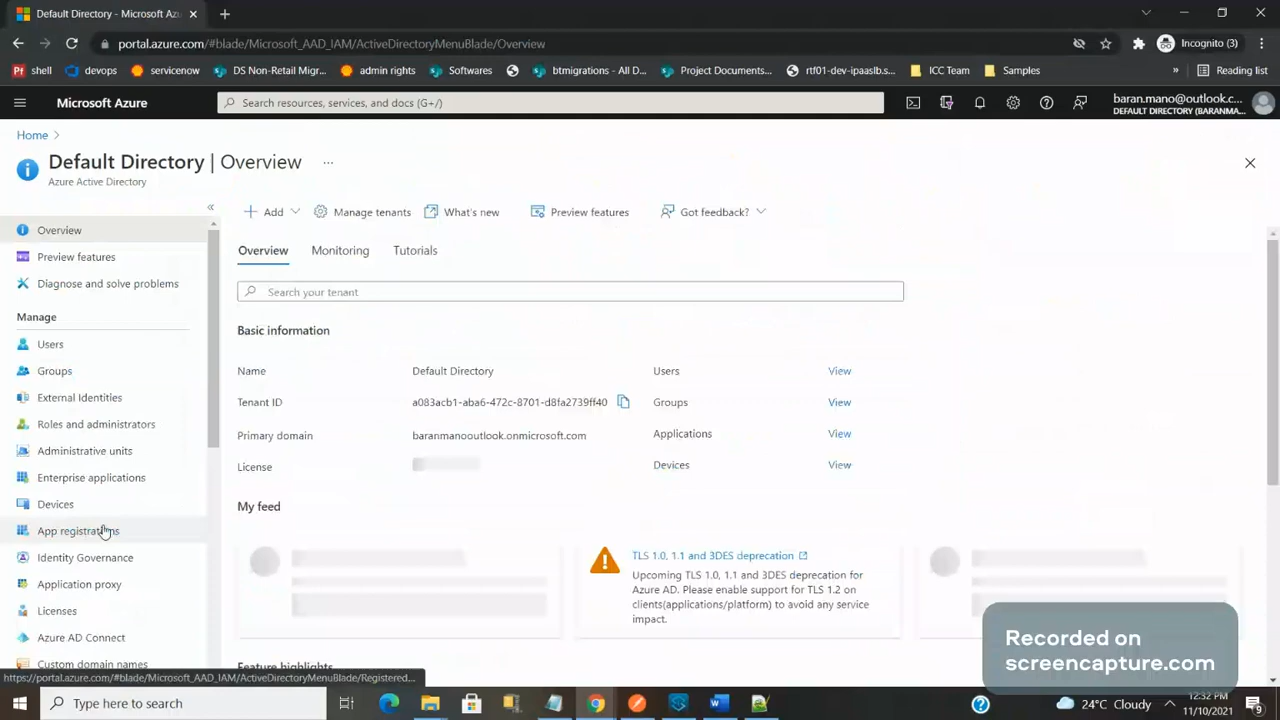 Default Directory - Microsoft Az
portal.azure.com/#blade/Microsoft_AAD_IAM/ActiveDirectoryMenuBlade/Overview
Incognito (3)
shell
devops
servicenow
DS Non-Retail Migr...
admin rights
Softwares
btmigrations - All D...
Project Documents...
rtf01-dev-ipaaslb.s...
ICC Team
Samples
»
Reading list
Microsoft Azure
Search resources, services, and docs (G+/)
baran.mano@outlook.c...
DEFAULT DIRECTORY (BARANMA...
Home
Default Directory | Overview
...
Azure Active Directory
«
Add
Manage tenants
What's new
Preview features
Got feedback?
Overview
Preview features
Diagnose and solve problems
Manage
Users
Groups
External Identities
Roles and administrators
Administrative units
Enterprise applications
Devices
App registrations
Identity Governance
Application proxy
Licenses
Azure AD Connect
Custom domain names
Overview
Monitoring
Tutorials
Search your tenant
Basic information
Name
Default Directory
Users
View
Tenant ID
a083acb1-aba6-472c-8701-d8fa2739ff40
Groups
View
Primary domain
baranmanooutlook.onmicrosoft.com
Applications
View
License
Devices
View
My feed
TLS 1.0, 1.1 and 3DES deprecation
Upcoming TLS 1.0, 1.1 and 3DES deprecation for
Azure AD. Please enable support for TLS 1.2 on
clients(applications/platform) to avoid any service
impact.
Feature highlights
Recorded on
screencapture.com
https://portal.azure.com/#blade/Microsoft_AAD_IAM/ActiveDirectoryMenuBlade/Registered...
Type here to search
24°C Cloudy
12:32 PM
11/10/2021
9